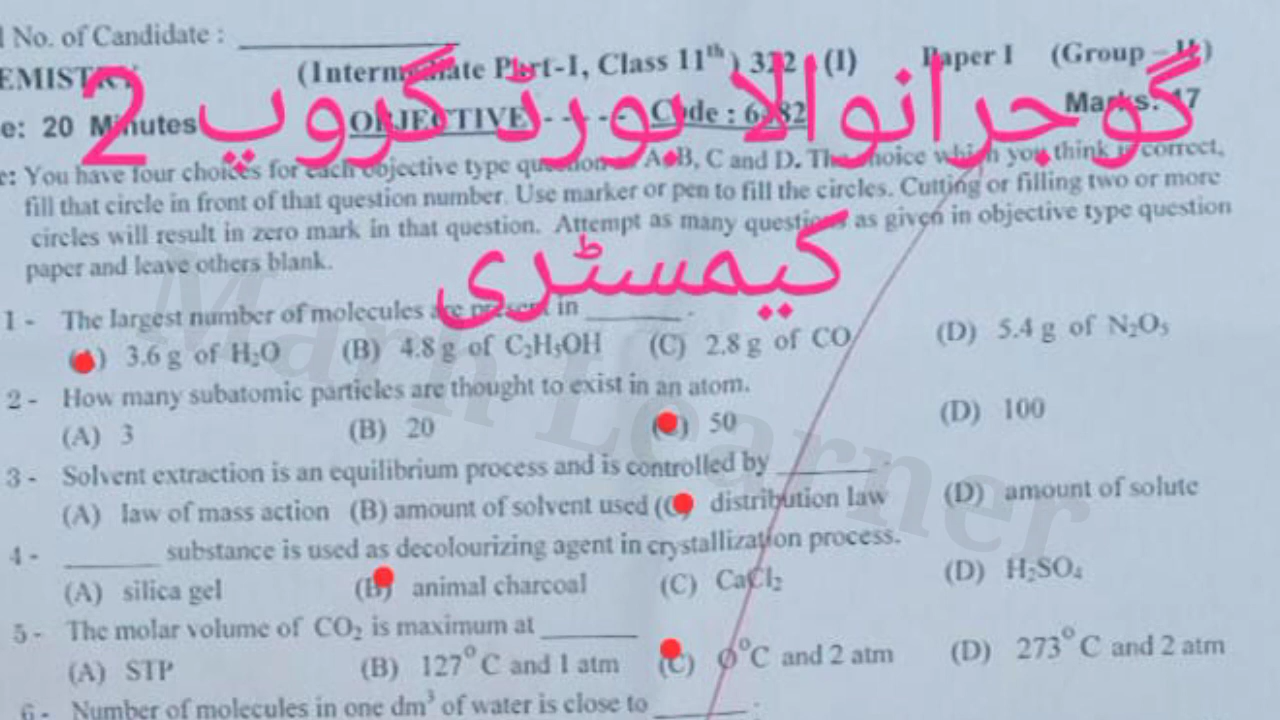 No. of Candidate : ____________
گوجرانوالا بورڈ گروپ 2
کیمسٹری
EMISTRY (Intermediate Part-I, Class 11th) 322 (I) Paper I (Group – II)
e: 20 Minutes OBJECTIVE Code : 6482 Marks: 17
e: You have four choices for each objective type question as A, B, C and D. The choice which you think is correct,
fill that circle in front of that question number. Use marker or pen to fill the circles. Cutting or filling two or more
circles will result in zero mark in that question. Attempt as many questions as given in objective type question
paper and leave others blank.
1 - The largest number of molecules are present in ______ .
(A) 3.6 g of H₂O (B) 4.8 g of C₂H₅OH (C) 2.8 g of CO (D) 5.4 g of N₂O₅
2 - How many subatomic particles are thought to exist in an atom.
(A) 3 (B) 20 (C) 50 (D) 100
3 - Solvent extraction is an equilibrium process and is controlled by ______ .
(A) law of mass action (B) amount of solvent used (C) distribution law (D) amount of solute
4 - ______ substance is used as decolourizing agent in crystallization process.
(A) silica gel (B) animal charcoal (C) CaCl₂ (D) H₂SO₄
5 - The molar volume of CO₂ is maximum at ______
(A) STP (B) 127°C and 1 atm (C) 0°C and 2 atm (D) 273°C and 2 atm
6 - Number of molecules in one dm³ of water is close to ______ .
Marn Learner